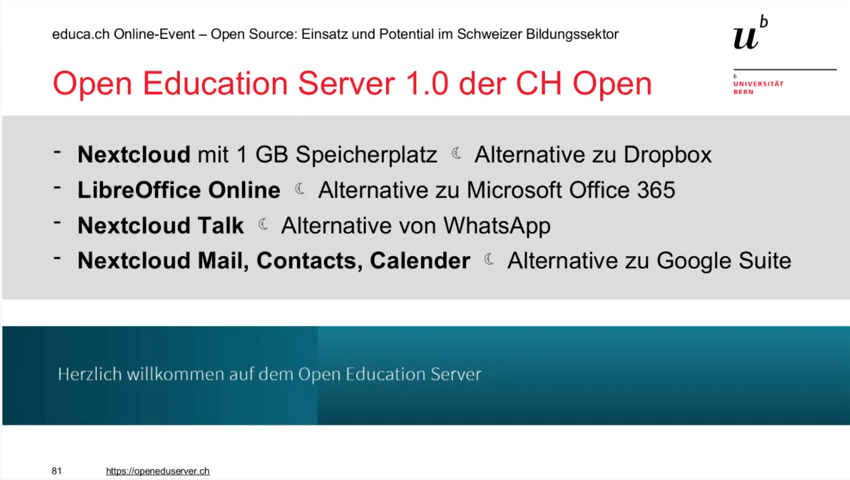 educa.ch Online-Event – Open Source: Einsatz und Potential im Schweizer Bildungssektor
u^b
b
UNIVERSITÄT
BERN
Open Education Server 1.0 der CH Open
- Nextcloud mit 1 GB Speicherplatz ☾ Alternative zu Dropbox
- LibreOffice Online ☾ Alternative zu Microsoft Office 365
- Nextcloud Talk ☾ Alternative von WhatsApp
- Nextcloud Mail, Contacts, Calender ☾ Alternative zu Google Suite
Herzlich willkommen auf dem Open Education Server
81 https://openeduserver.ch